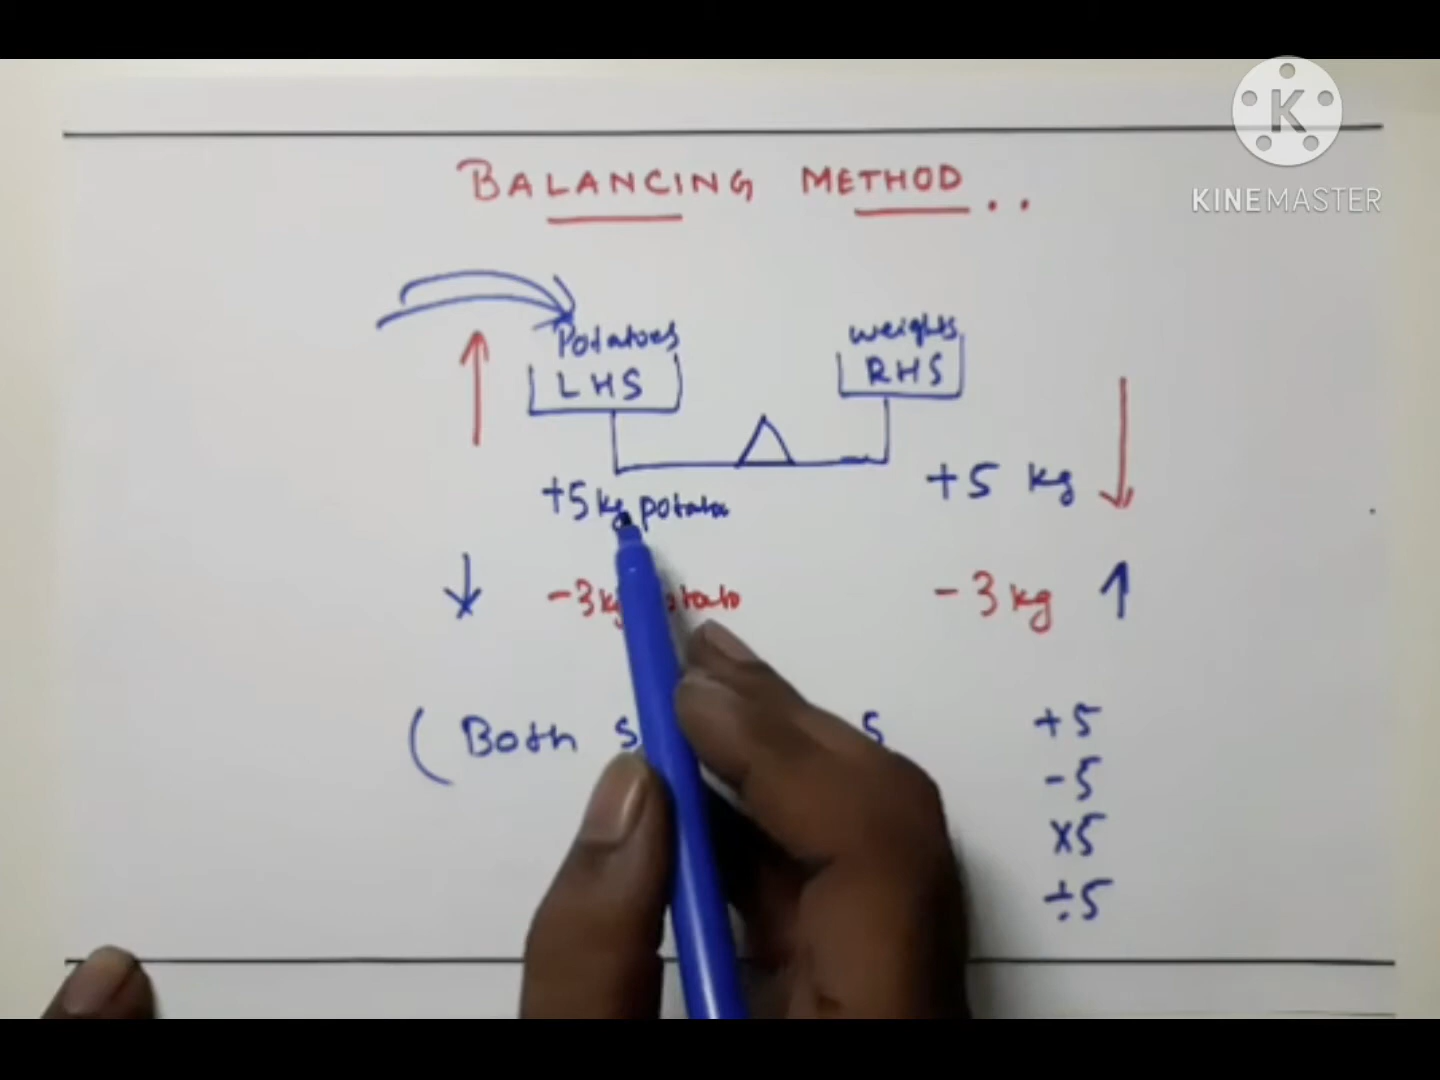 K
KINEMASTER
BALANCING METHOD..
Potatoes weights
LHS RHS
+5 kg potato +5 kg
-3 kg -3 kg
(Both
+5
-5
×5
÷5